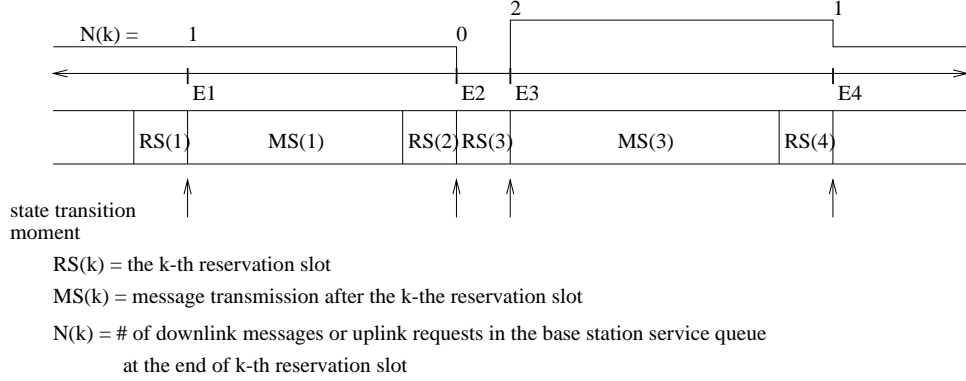 2 1
N(k) = 1 0
E1 E2 E3 E4
RS(1) MS(1) RS(2) RS(3) MS(3) RS(4)
state transition
moment
RS(k) = the k-th reservation slot
MS(k) = message transmission after the k-the reservation slot
N(k) = # of downlink messages or uplink requests in the base station service queue
at the end of k-th reservation slot